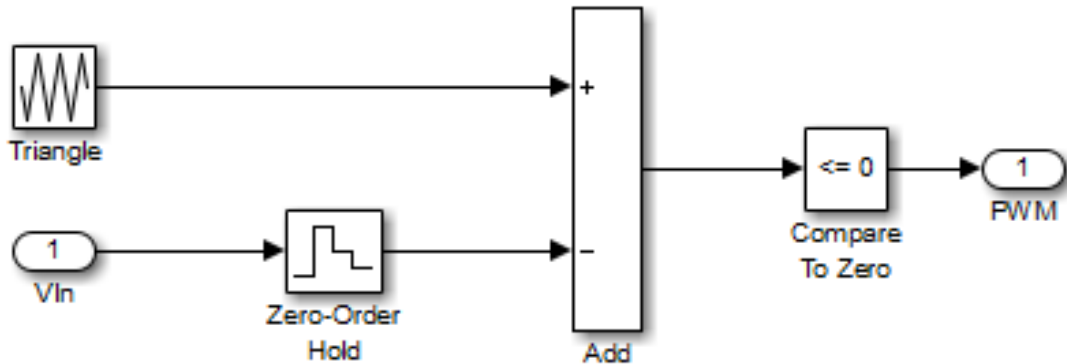 Triangle
+
−
<= 0
Compare
To Zero
1
PWM
1
VIn
Zero-Order
Hold
Add